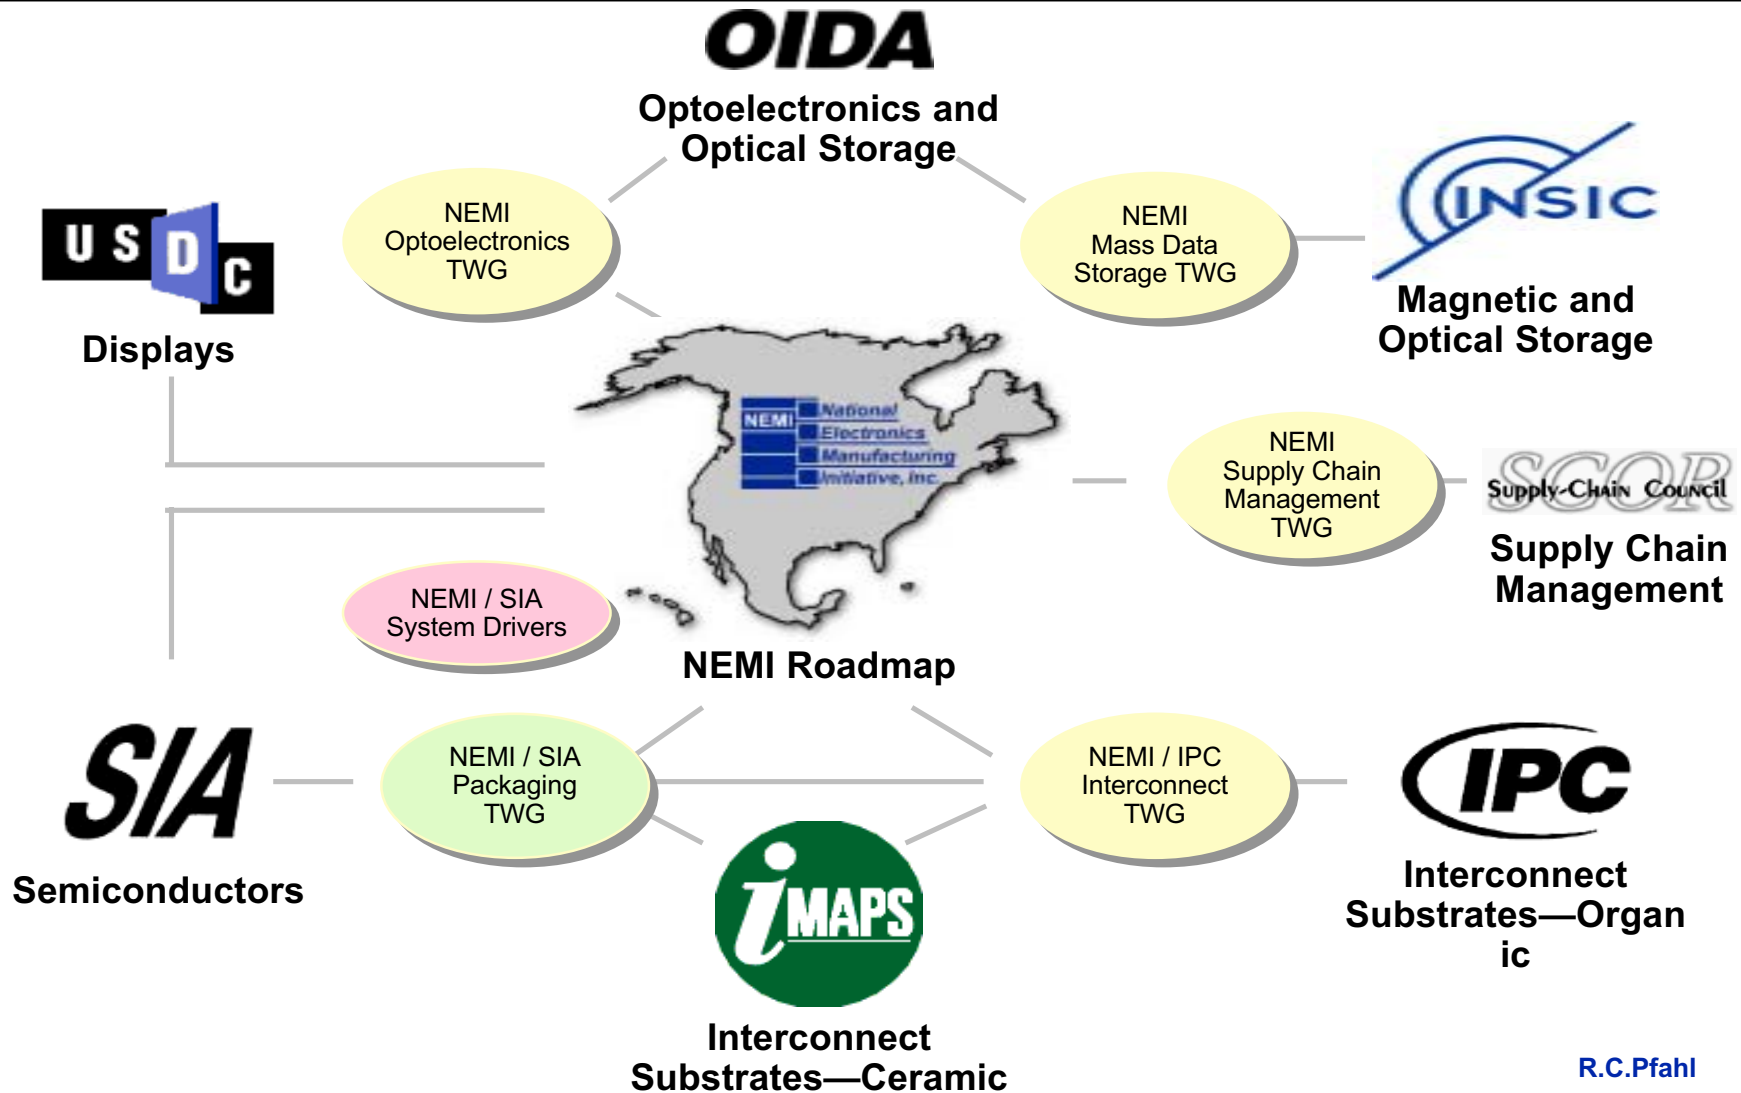 OIDA
Optoelectronics and
Optical Storage
NEMI
Optoelectronics
TWG
NEMI
Mass Data
Storage TWG
INSIC
Magnetic and
Optical Storage
USDC
Displays
NEMI
National
Electronics
Manufacturing
Initiative, Inc.
NEMI
Supply Chain
Management
TWG
SCOR
Supply-Chain Council
Supply Chain
Management
NEMI / SIA
System Drivers
NEMI Roadmap
SIA
Semiconductors
NEMI / SIA
Packaging
TWG
NEMI / IPC
Interconnect
TWG
IPC
Interconnect
Substrates—Organ
ic
iMAPS
Interconnect
Substrates—Ceramic
R.C.Pfahl